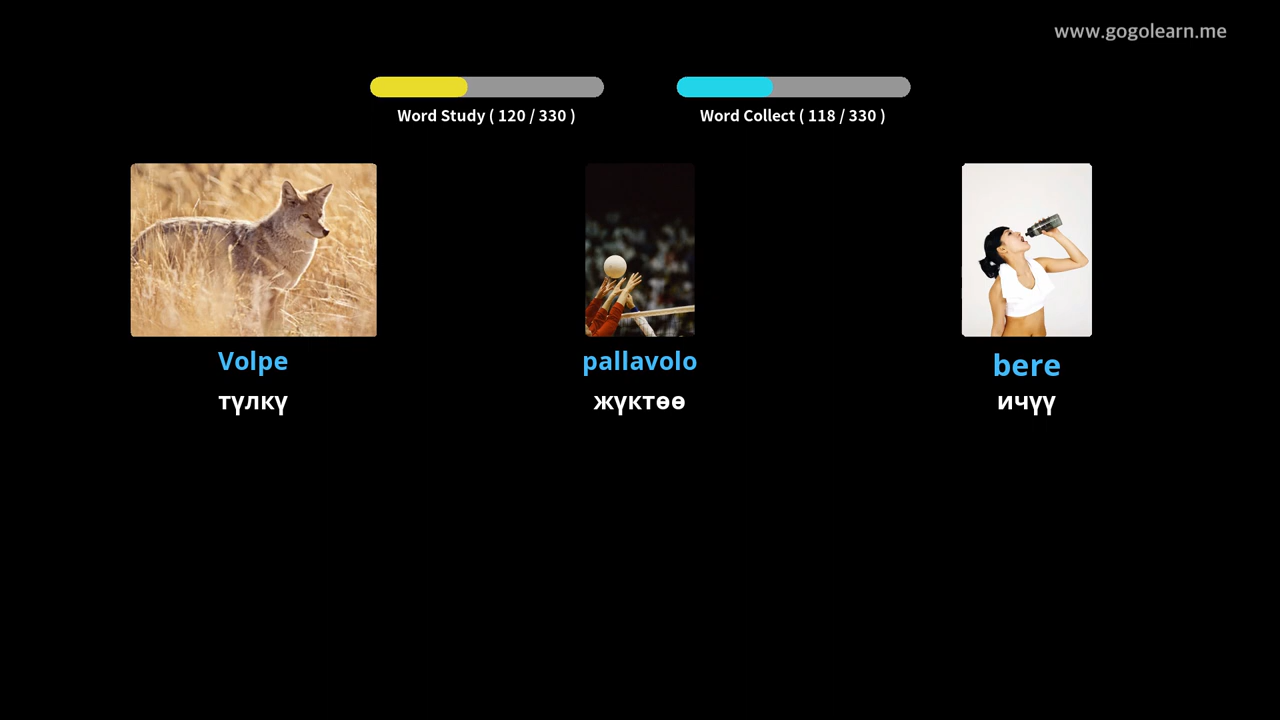 www.gogolearn.me
Word Study ( 120 / 330 )
Word Collect ( 118 / 330 )
Volpe
түлкү
pallavolo
жүктөө
bere
ичүү